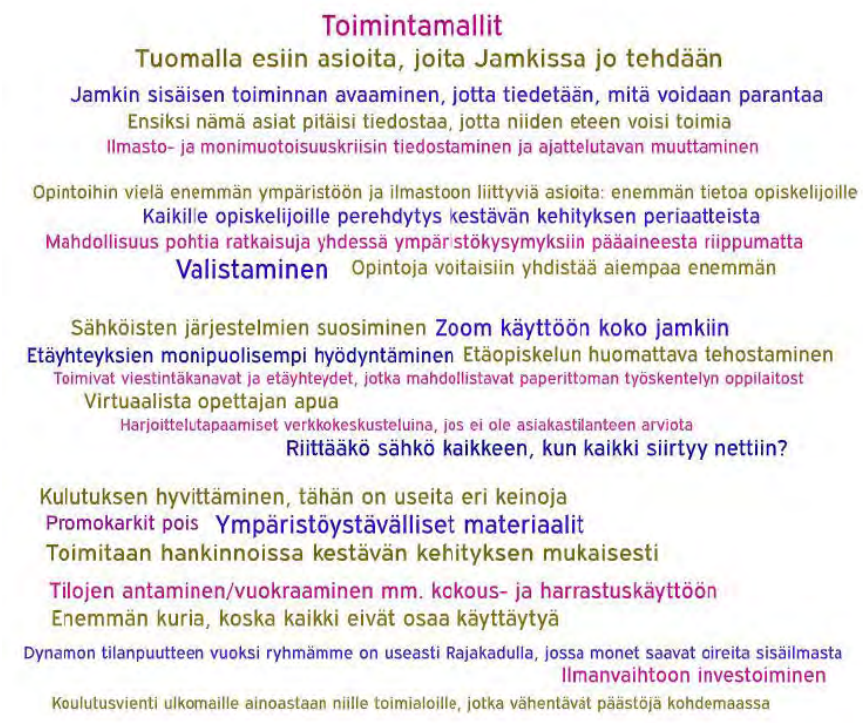 Toimintamallit
Tuomalla esiin asioita, joita Jamkissa jo tehdään
Jamkin sisäisen toiminnan avaaminen, jotta tiedetään, mitä voidaan parantaa
Ensiksi nämä asiat pitäisi tiedostaa, jotta niiden eteen voisi toimia
Ilmasto- ja monimuotoisuuskriisin tiedostaminen ja ajattelutavan muuttaminen
Opintoihin vielä enemmän ympäristöön ja ilmastoon liittyviä asioita: enemmän tietoa opiskelijoille
Kaikille opiskelijoille perehdytys kestävän kehityksen periaatteista
Mahdollisuus pohtia ratkaisuja yhdessä ympäristökysymyksiin pääaineesta riippumatta
Valistaminen Opintoja voitaisiin yhdistää aiempaa enemmän
Sähköisten järjestelmien suosiminen Zoom käyttöön koko jamkiin
Etäyhteyksien monipuolisempi hyödyntäminen Etäopiskelun huomattava tehostaminen
Toimivat viestintäkanavat ja etäyhteydet, jotka mahdollistavat paperittoman työskentelyn oppilaitost
Virtuaalista opettajan apua
Harjoittelutapaamiset verkkokeskusteluina, jos ei ole asiakastilanteen arviota
Riittääkö sähkö kaikkeen, kun kaikki siirtyy nettiin?
Kulutuksen hyvittäminen, tähän on useita eri keinoja
Promokarkit pois Ympäristöystävälliset materiaalit
Toimitaan hankinnoissa kestävän kehityksen mukaisesti
Tilojen antaminen/vuokraaminen mm. kokous- ja harrastuskäyttöön
Enemmän kuria, koska kaikki eivät osaa käyttäytyä
Dynamon tilanpuutteen vuoksi ryhmämme on useasti Rajakadulla, jossa monet saavat oireita sisäilmasta
Ilmanvaihtoon investoiminen
Koulutusvienti ulkomaille ainoastaan niille toimialoille, jotka vähentävät päästöjä kohdemaassa